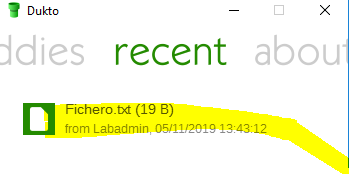 Dukto
ddies recent about
Fichero.txt (19 B)
from Labadmin, 05/11/2019 13:43:12